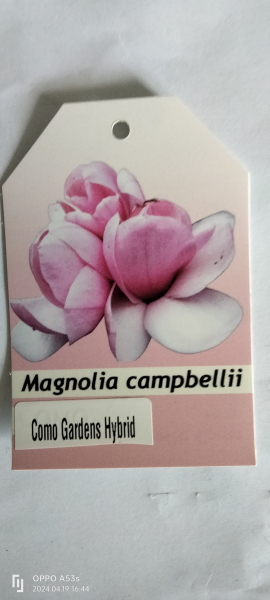 Magnolia campbellii
Como Gardens Hybrid
OPPO A53s
2024.04.19 16:44